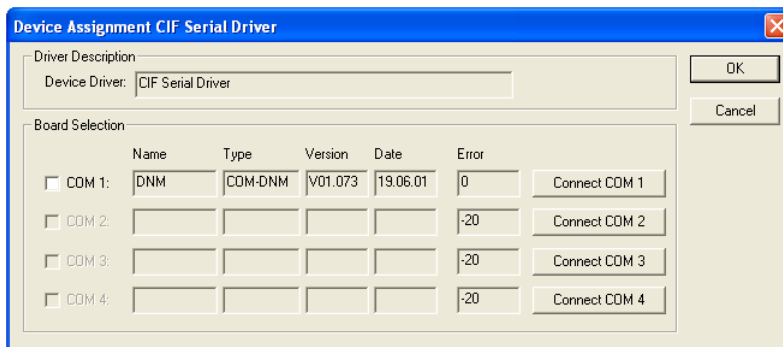 Device Assignment CIF Serial Driver
Driver Description
Device Driver: CIF Serial Driver
OK
Cancel
Board Selection
Name Type Version Date Error
COM 1: DNM COM-DNM V01.073 19.06.01 0 Connect COM 1
COM 2: -20 Connect COM 2
COM 3: -20 Connect COM 3
COM 4: -20 Connect COM 4